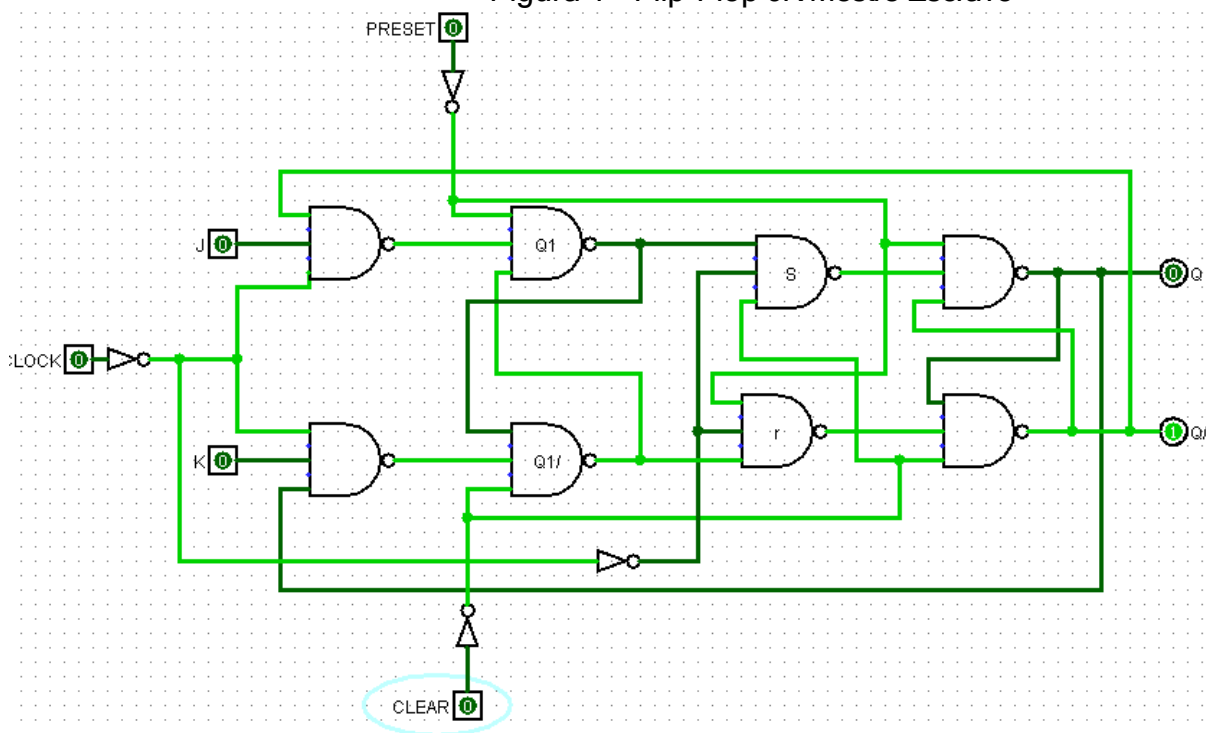 PRESET 0
Q1
J 0
S
0 Q
CLOCK 0
r
1 Q/
K 0
Q1/
CLEAR 0